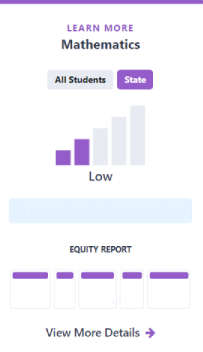 LEARN MORE
Mathematics
All Students State
Low
EQUITY REPORT
View More Details →